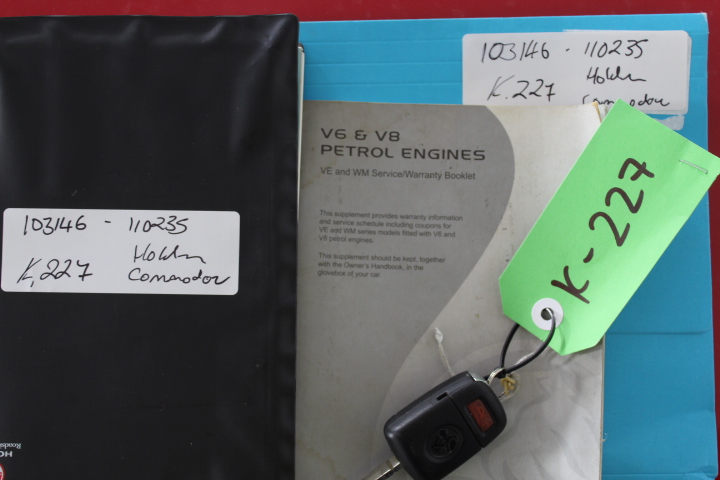 103146 - 110235
K.227 Holden
Commodore
103146 - 110235
K.227 Holden
Commodore
V6 & V8
PETROL ENGINES
VE and WM Service/Warranty Booklet
This supplement provides warranty information
and service schedule including coupons for
VE and WM series models fitted with V6 and
V8 petrol engines.
This supplement should be kept, together
with the Owner's Handbook, in the
glovebox of your car.
K-227